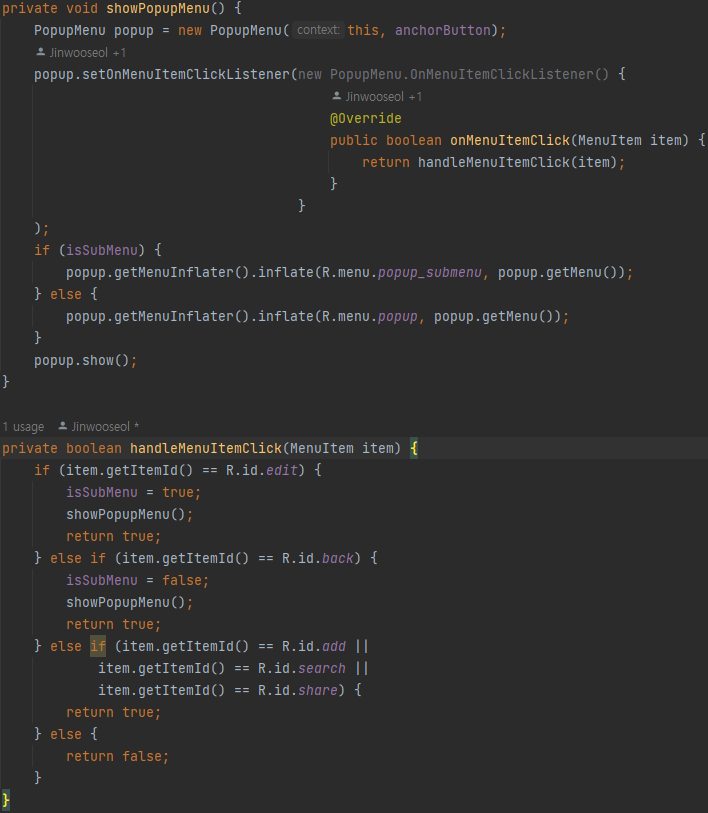 private void showPopupMenu() {
PopupMenu popup = new PopupMenu( context: this, anchorButton);
Jinwooseol +1
popup.setOnMenuItemClickListener(new PopupMenu.OnMenuItemClickListener() {
Jinwooseol +1
@Override
public boolean onMenuItemClick(MenuItem item) {
return handleMenuItemClick(item);
}
}
);
if (isSubMenu) {
popup.getMenuInflater().inflate(R.menu.popup_submenu, popup.getMenu());
} else {
popup.getMenuInflater().inflate(R.menu.popup, popup.getMenu());
}
popup.show();
}
1 usage Jinwooseol *
private boolean handleMenuItemClick(MenuItem item) {
if (item.getItemId() == R.id.edit) {
isSubMenu = true;
showPopupMenu();
return true;
} else if (item.getItemId() == R.id.back) {
isSubMenu = false;
showPopupMenu();
return true;
} else if (item.getItemId() == R.id.add ||
item.getItemId() == R.id.search ||
item.getItemId() == R.id.share) {
return true;
} else {
return false;
}
}